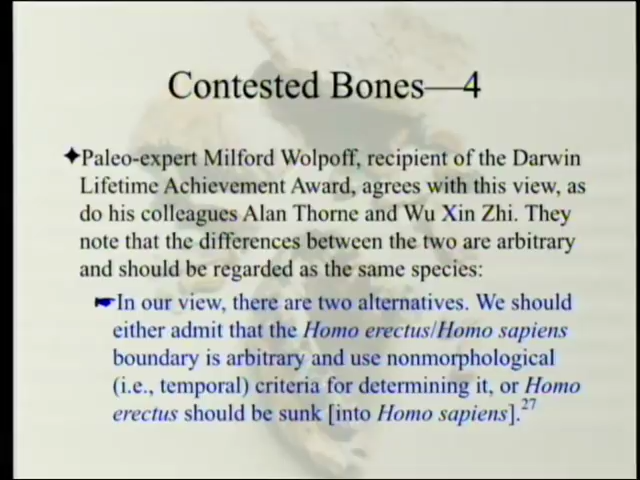 Contested Bones—4
✦Paleo-expert Milford Wolpoff, recipient of the Darwin
Lifetime Achievement Award, agrees with this view, as
do his colleagues Alan Thorne and Wu Xin Zhi. They
note that the differences between the two are arbitrary
and should be regarded as the same species:
☛In our view, there are two alternatives. We should
either admit that the Homo erectus/Homo sapiens
boundary is arbitrary and use nonmorphological
(i.e., temporal) criteria for determining it, or Homo
erectus should be sunk [into Homo sapiens].27